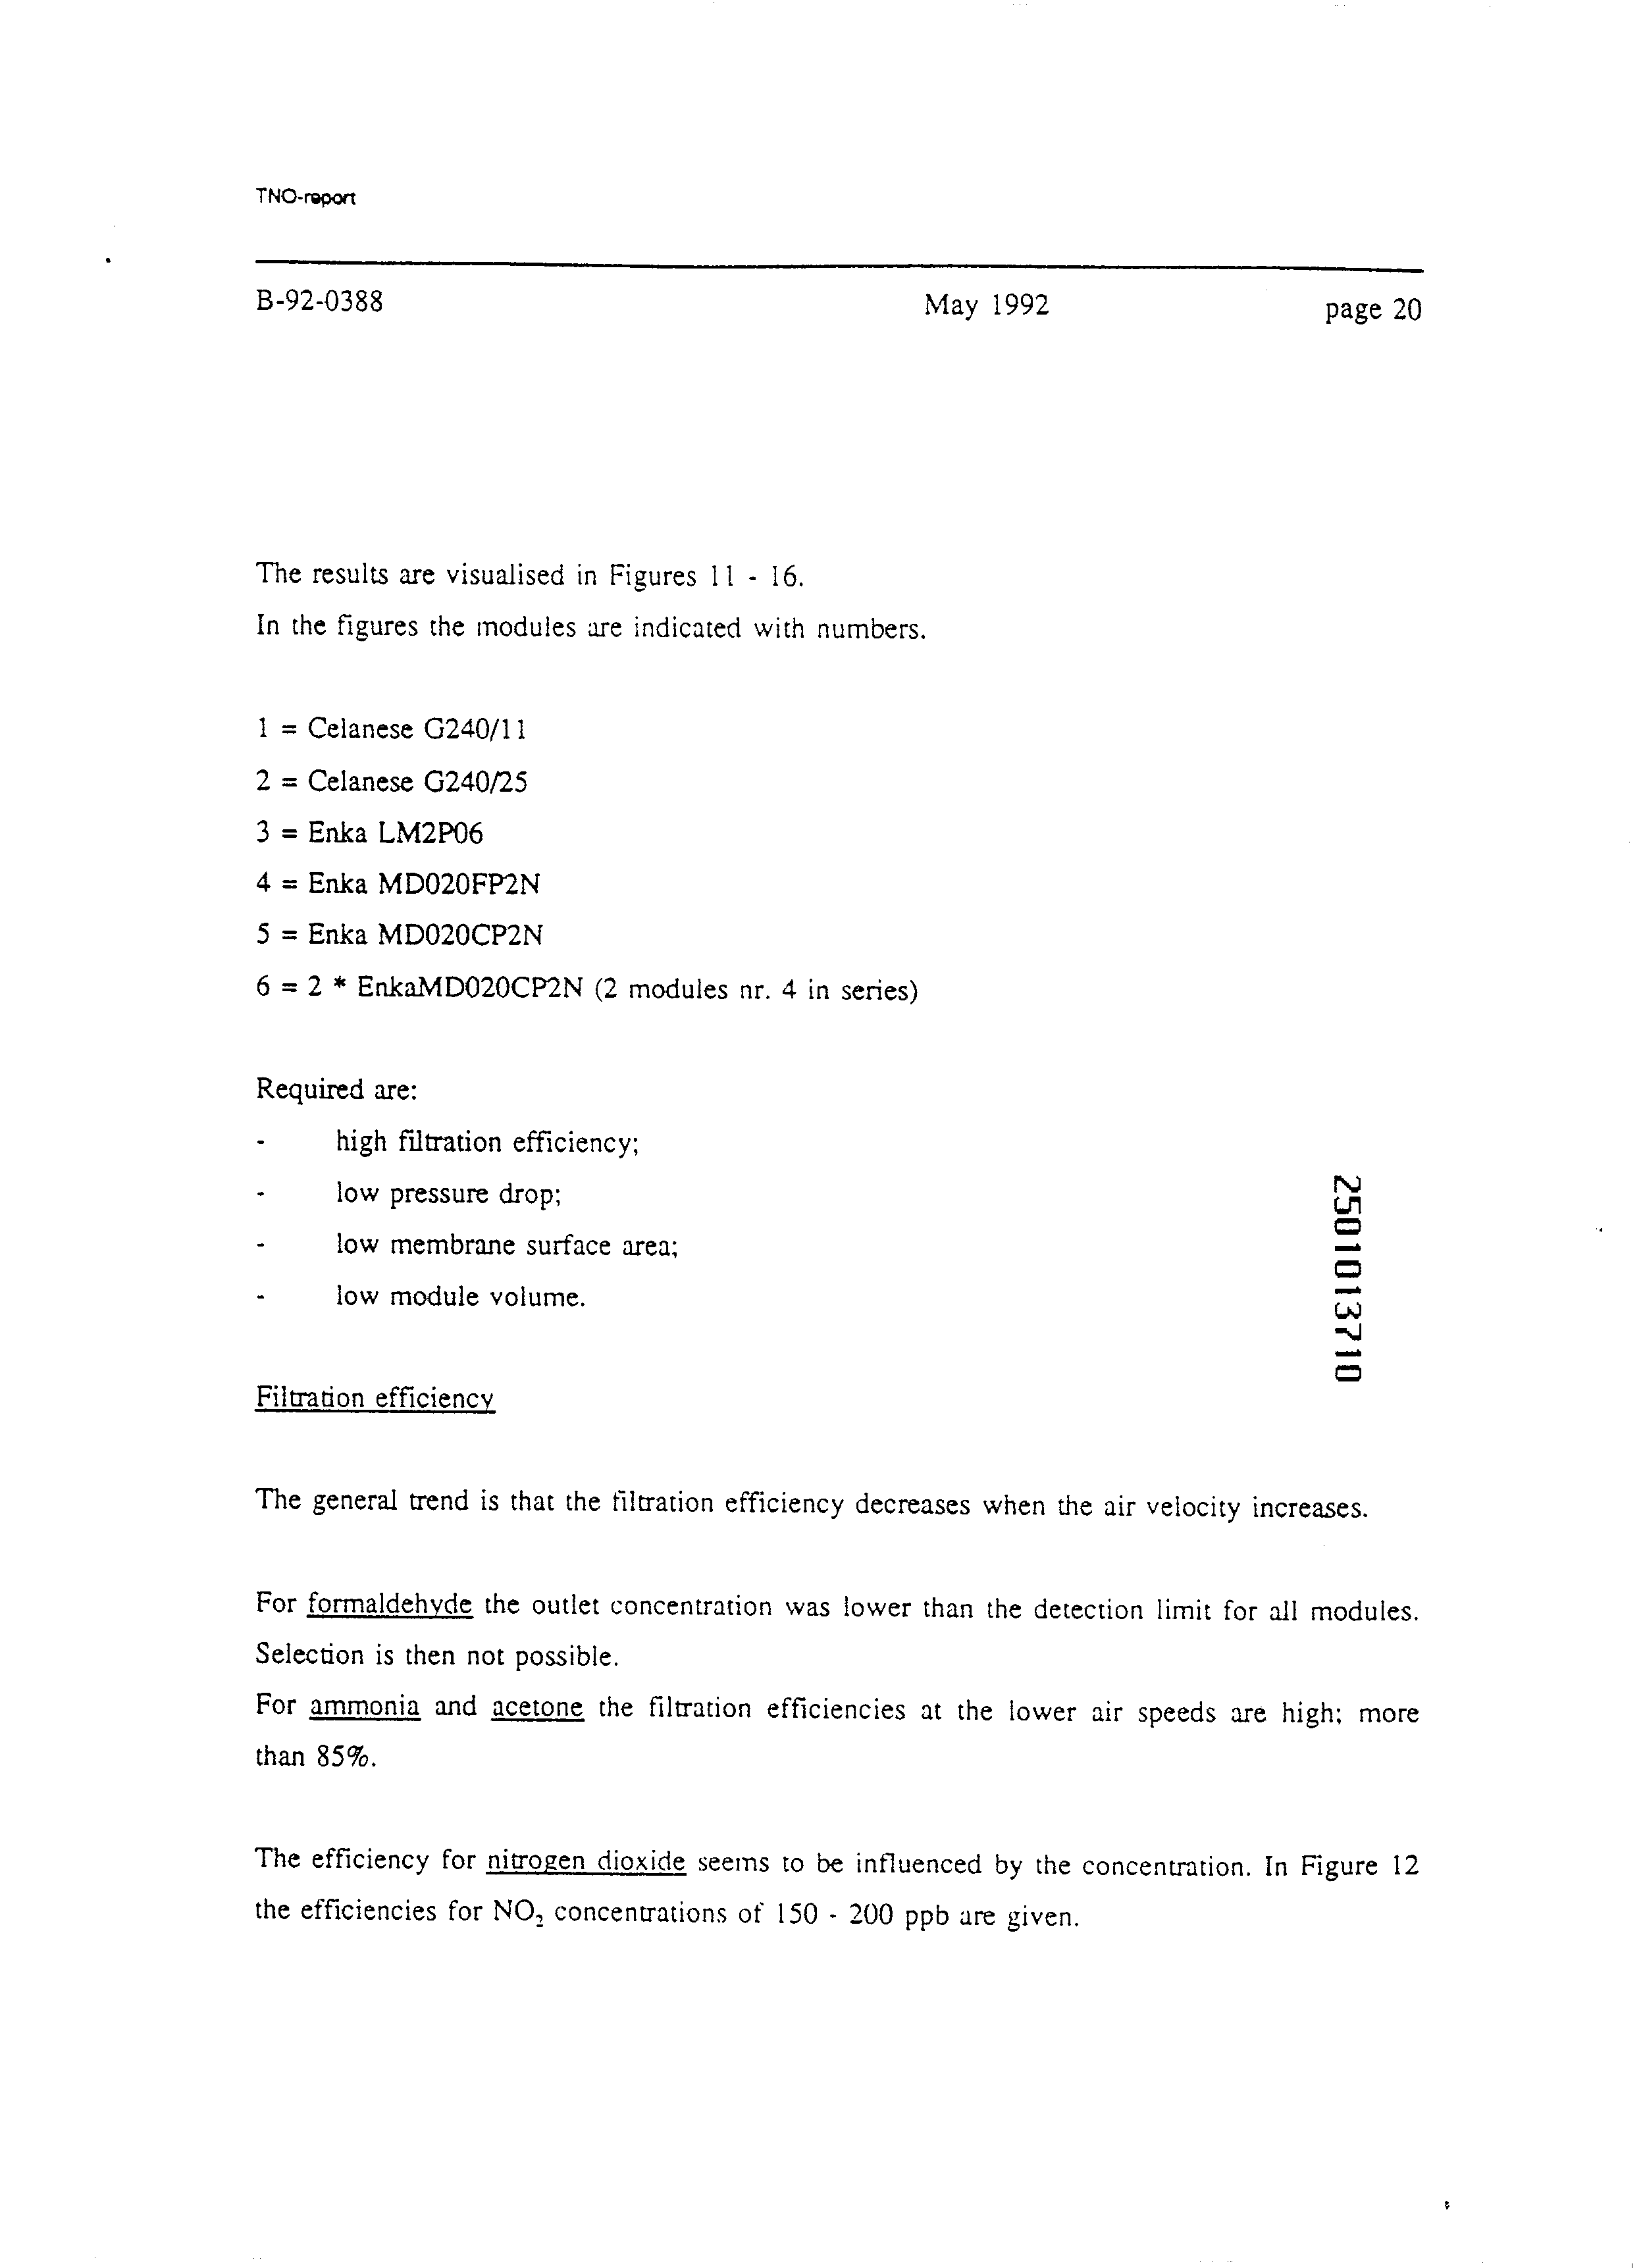 TNO-report
B-92-0388 May 1992 page 20
The results are visualised in Figures 11 - 16.
In the figures the modules are indicated with numbers.
1 = Celanese G240/11
2 = Celanese G240/25
3 = Enka LM2P06
4 = Enka MD020FP2N
5 = Enka MD020CP2N
6 = 2 * EnkaMD020CP2N (2 modules nr. 4 in series)
Required are:
- high filtration efficiency;
- low pressure drop;
- low membrane surface area;
- low module volume.
2501013710
Filtration efficiency
The general trend is that the filtration efficiency decreases when the air velocity increases.
For formaldehyde the outlet concentration was lower than the detection limit for all modules.
Selection is then not possible.
For ammonia and acetone the filtration efficiencies at the lower air speeds are high; more
than 85%.
The efficiency for nitrogen dioxide seems to be influenced by the concentration. In Figure 12
the efficiencies for NO₂ concentrations of 150 - 200 ppb are given.